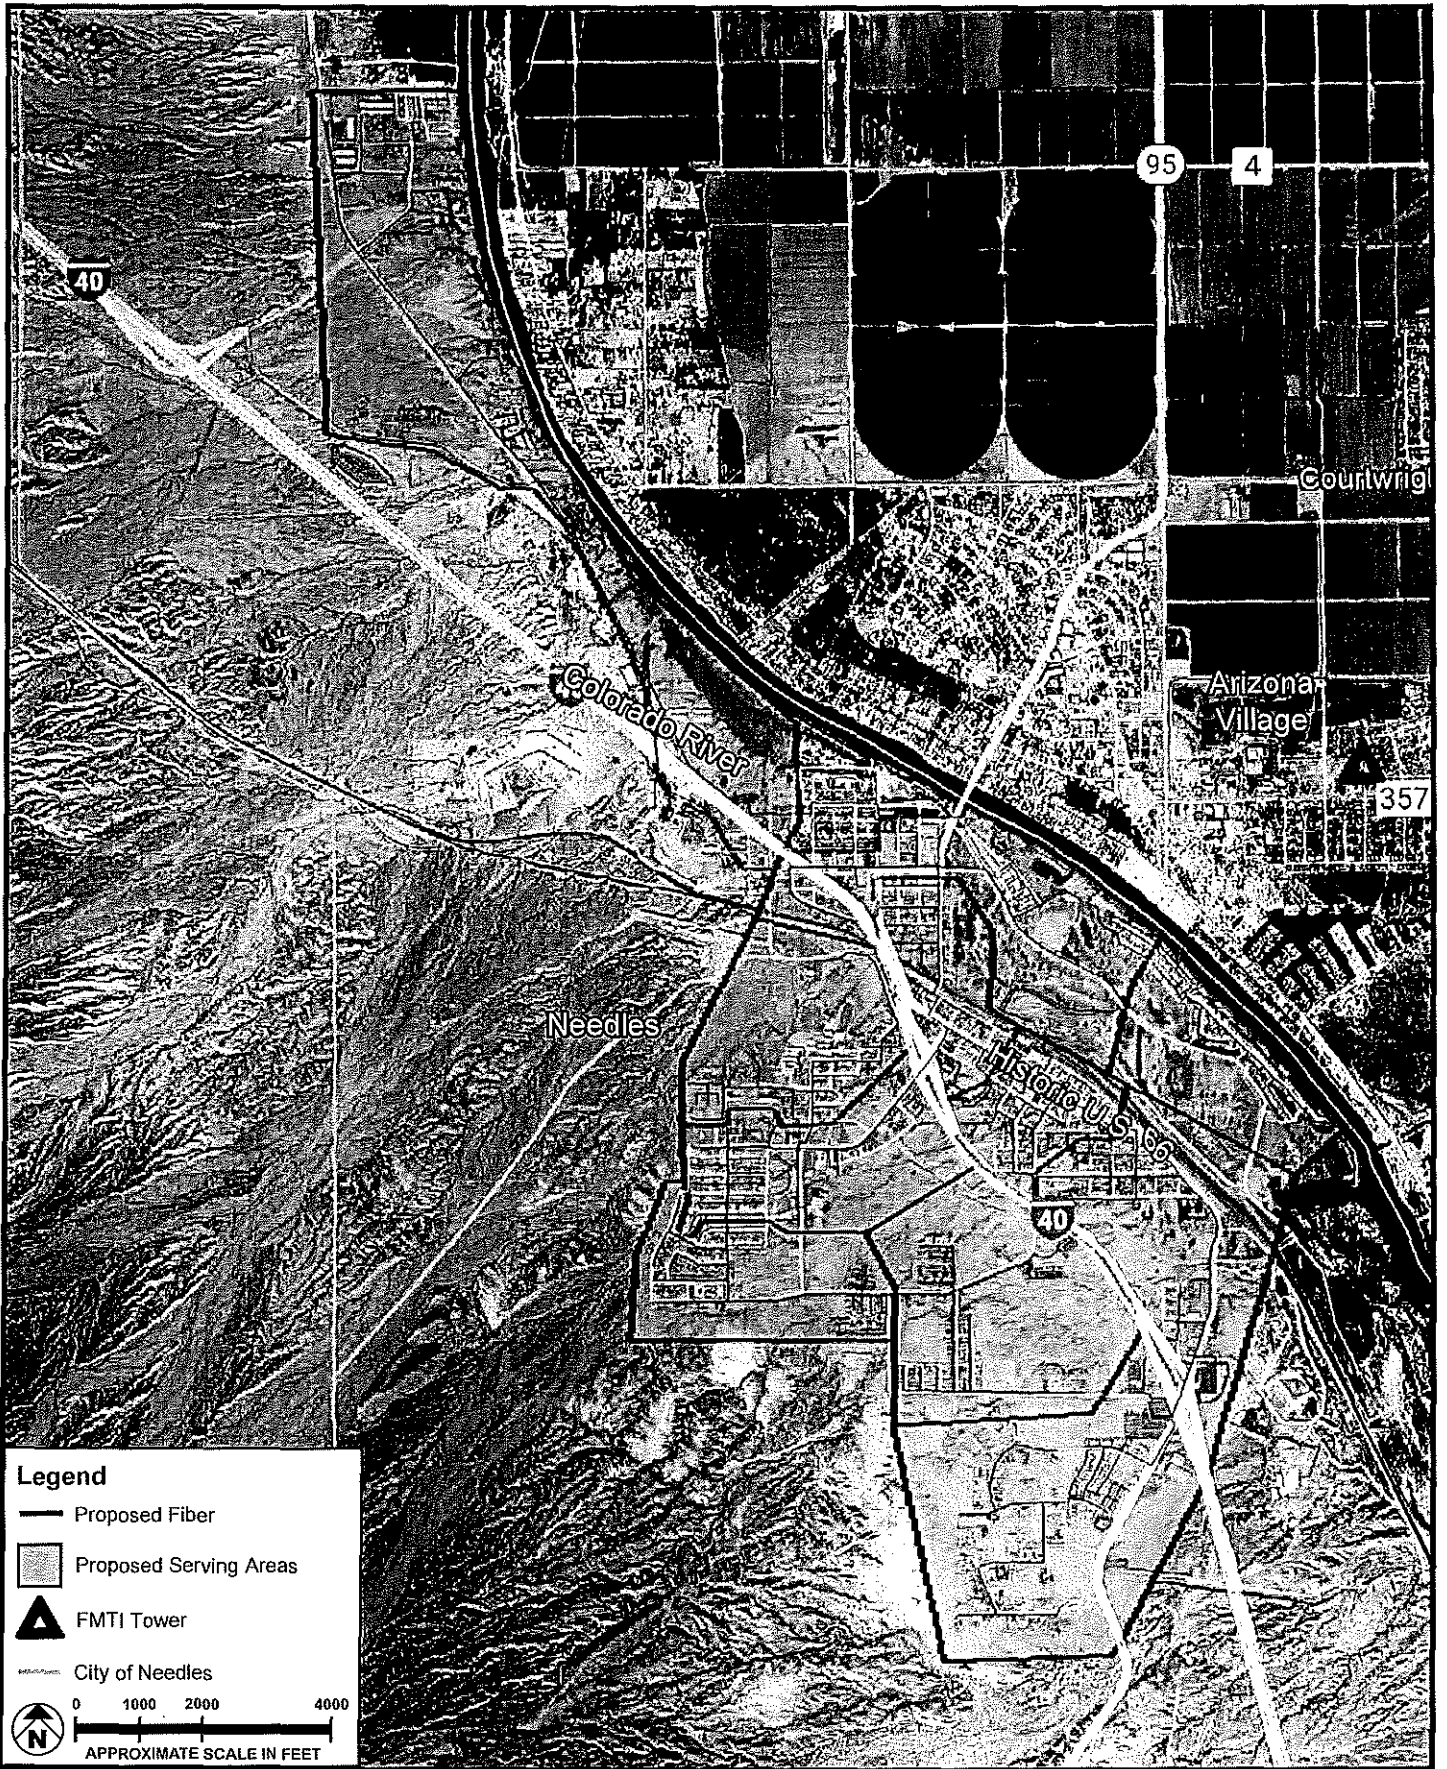 95
4
40
Courtwrig
Colorado River
Arizona
Village
357
Needles
Historic U.S. 66
40
Legend
Proposed Fiber
Proposed Serving Areas
FMTI Tower
City of Needles
0 1000 2000 4000
N
APPROXIMATE SCALE IN FEET